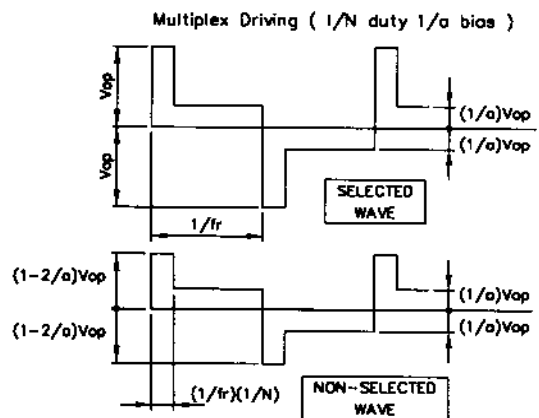 Multiplex Driving ( 1/N duty 1/a bias )
Vop
Vop
(1/a)Vop
(1/a)Vop
SELECTED
WAVE
1/fr
(1-2/a)Vop
(1-2/a)Vop
(1/a)Vop
(1/a)Vop
(1/fr)(1/N)
NON-SELECTED
WAVE